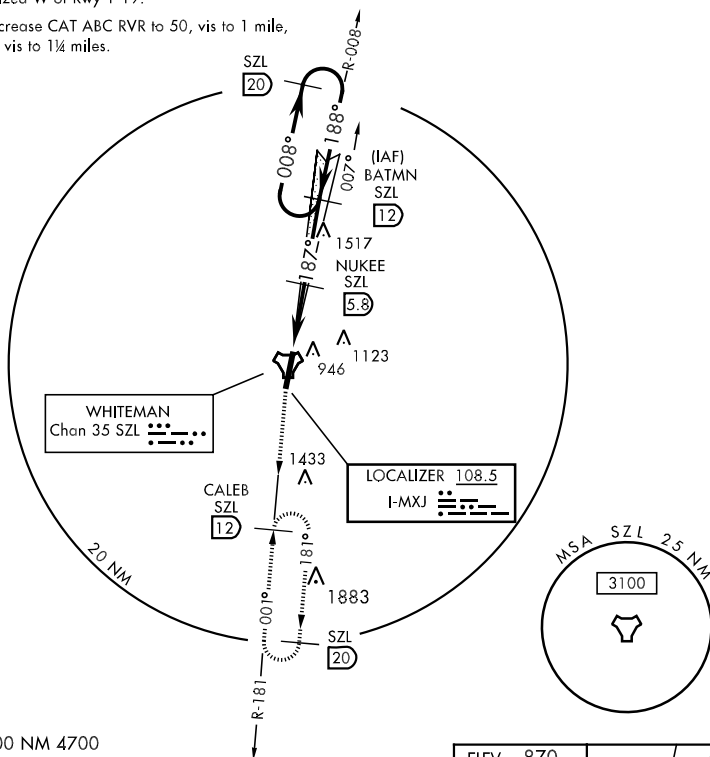 crease CAT ABC RVR to 50, vis to 1 mile,
vis to 1¼ miles.
R-008
SZL
20
008°
188°
007°
(IAF)
BATMN
SZL
12
1517
187°
NUKEE
SZL
5.8
1123
946
WHITEMAN
Chan 35 SZL
LOCALIZER 108.5
I-MXJ
1433
CALEB
SZL
12
181°
001°
1883
20 NM
SZL
20
R-181
MSA SZL 25 NM
3100
00 NM 4700
ELEV 870